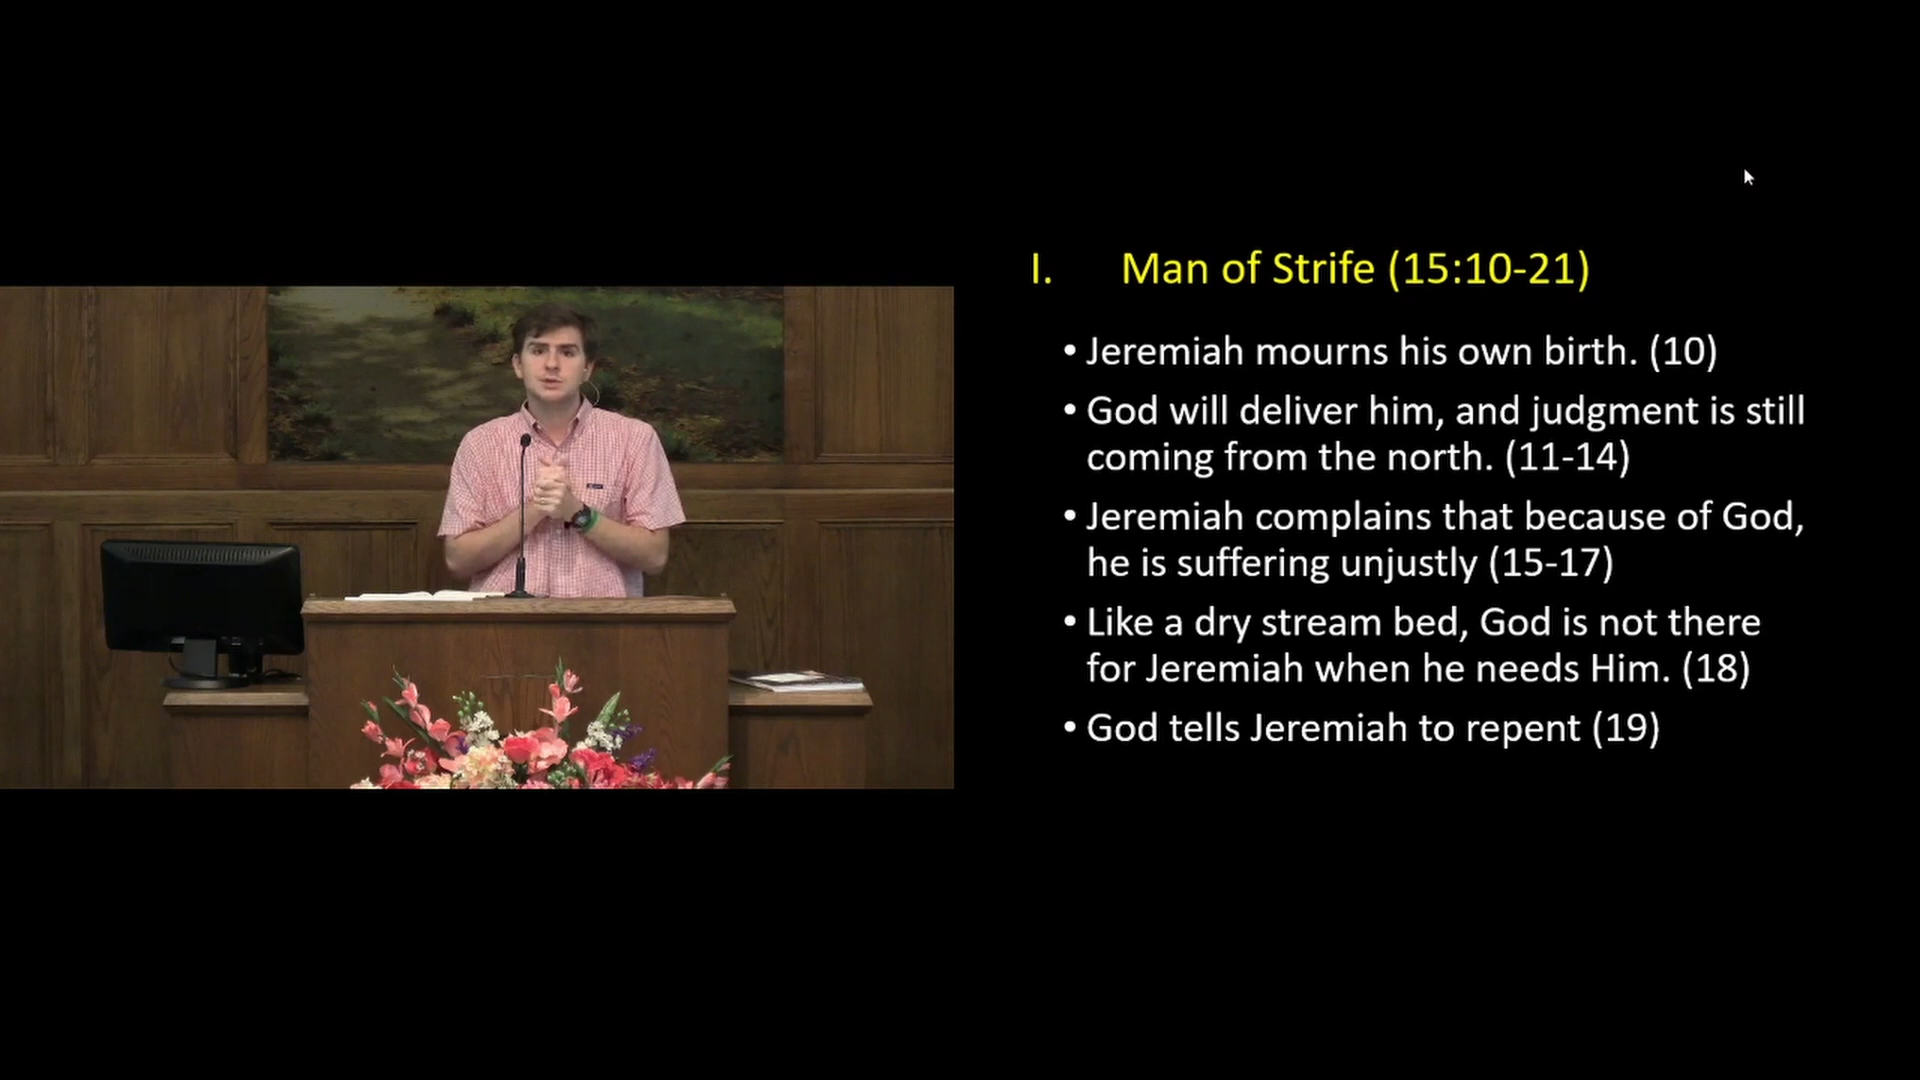 I. Man of Strife (15:10-21)
• Jeremiah mourns his own birth. (10)
• God will deliver him, and judgment is still
coming from the north. (11-14)
• Jeremiah complains that because of God,
he is suffering unjustly (15-17)
• Like a dry stream bed, God is not there
for Jeremiah when he needs Him. (18)
• God tells Jeremiah to repent (19)